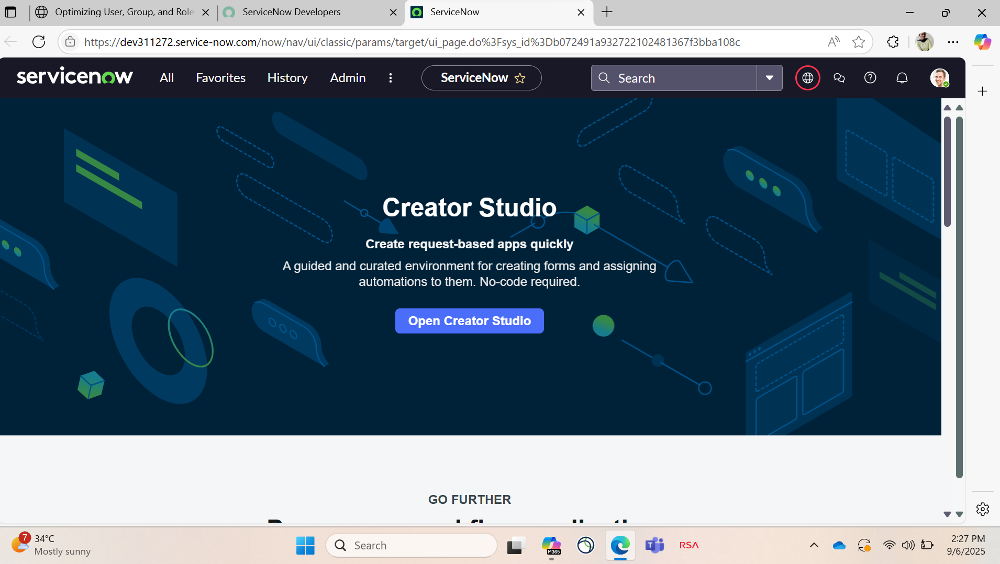 Optimizing User, Group, and Role
ServiceNow Developers
ServiceNow
https://dev311272.service-now.com/now/nav/ui/classic/params/target/ui_page.do%3Fsys_id%3Db072491a932722102481367f3bba108c
servicenow
All
Favorites
History
Admin
ServiceNow
Search
Creator Studio
Create request-based apps quickly
A guided and curated environment for creating forms and assigning
automations to them. No-code required.
Open Creator Studio
GO FURTHER
7
34°C
Mostly sunny
Search
M365
T
RSA
2:27 PM
9/6/2025